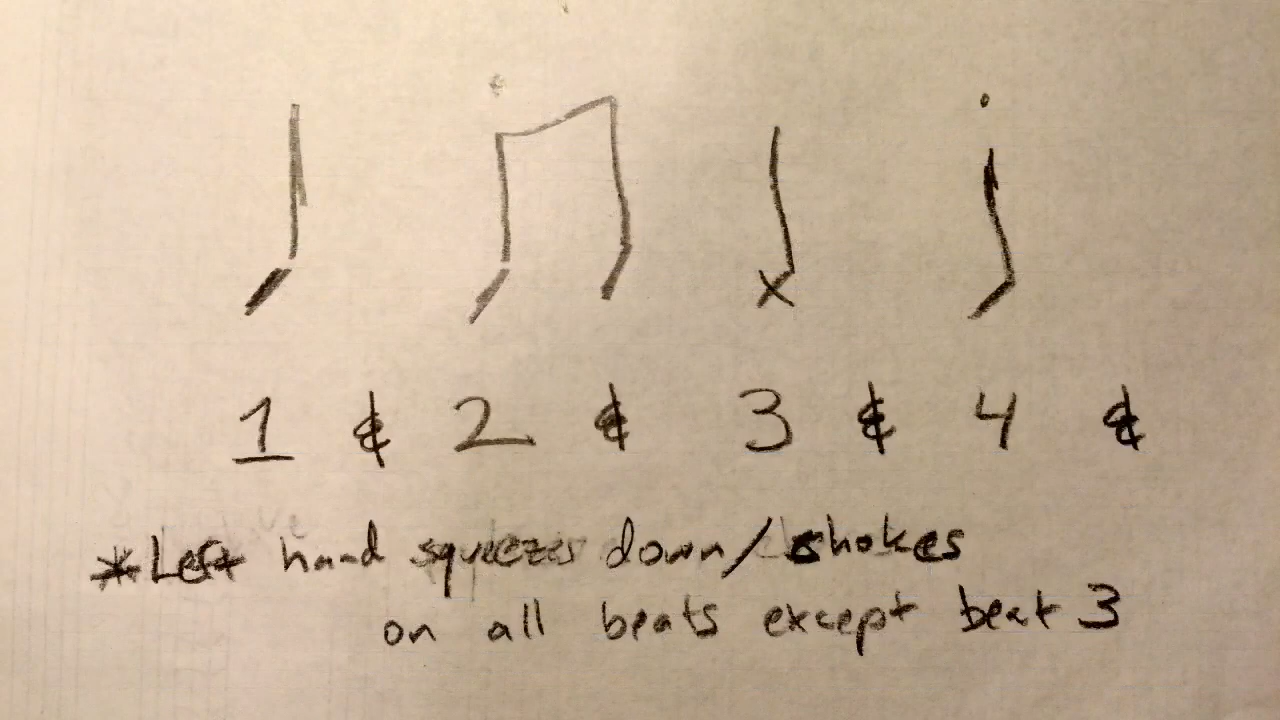 1 & 2 & 3 & 4 &
*Left hand squeezes down/chokes
on all beats except beat 3